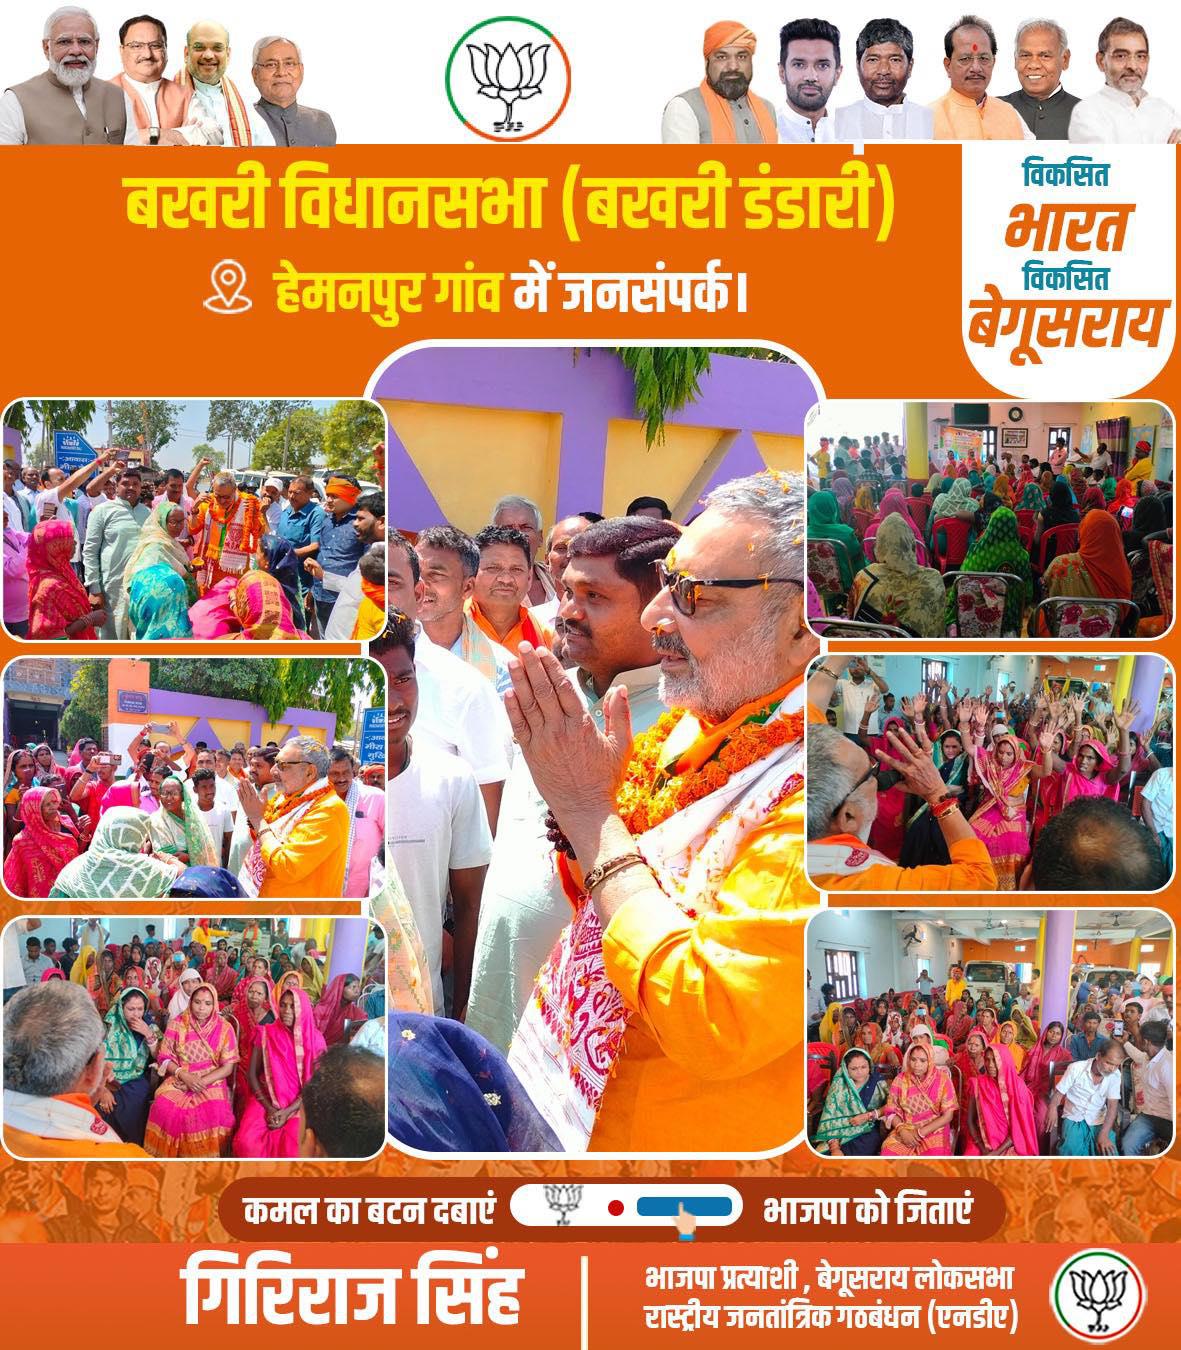 बखरी विधानसभा (बखरी डंडारी)
हेमनपुर गांव में जनसंपर्क।
विकसित
भारत
विकसित
बेगूसराय
कमल का बटन दबाएं
भाजपा को जिताएं
गिरिराज सिंह
भाजपा प्रत्याशी, बेगूसराय लोकसभा
रास्ट्रीय जनतांत्रिक गठबंधन (एनडीए)